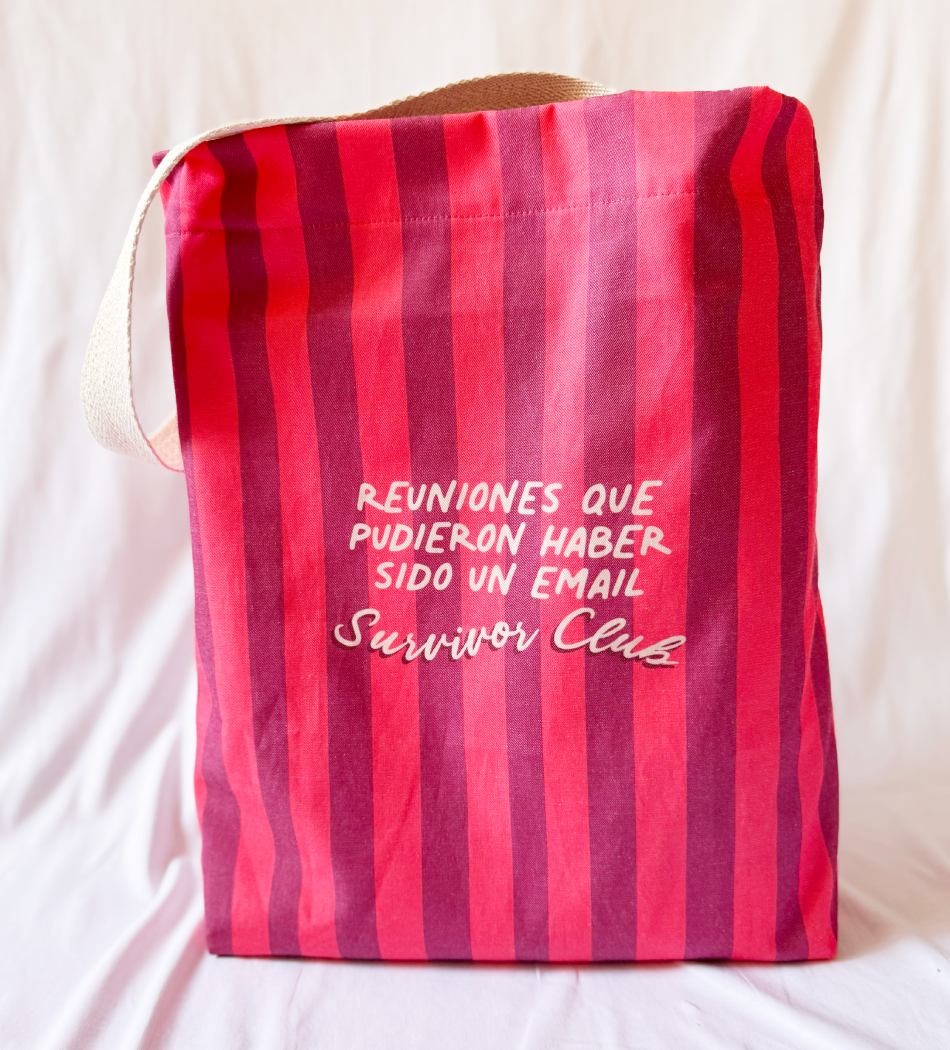 REUNIONES QUE
PUDIERON HABER
SIDO UN EMAIL
Survivor Club